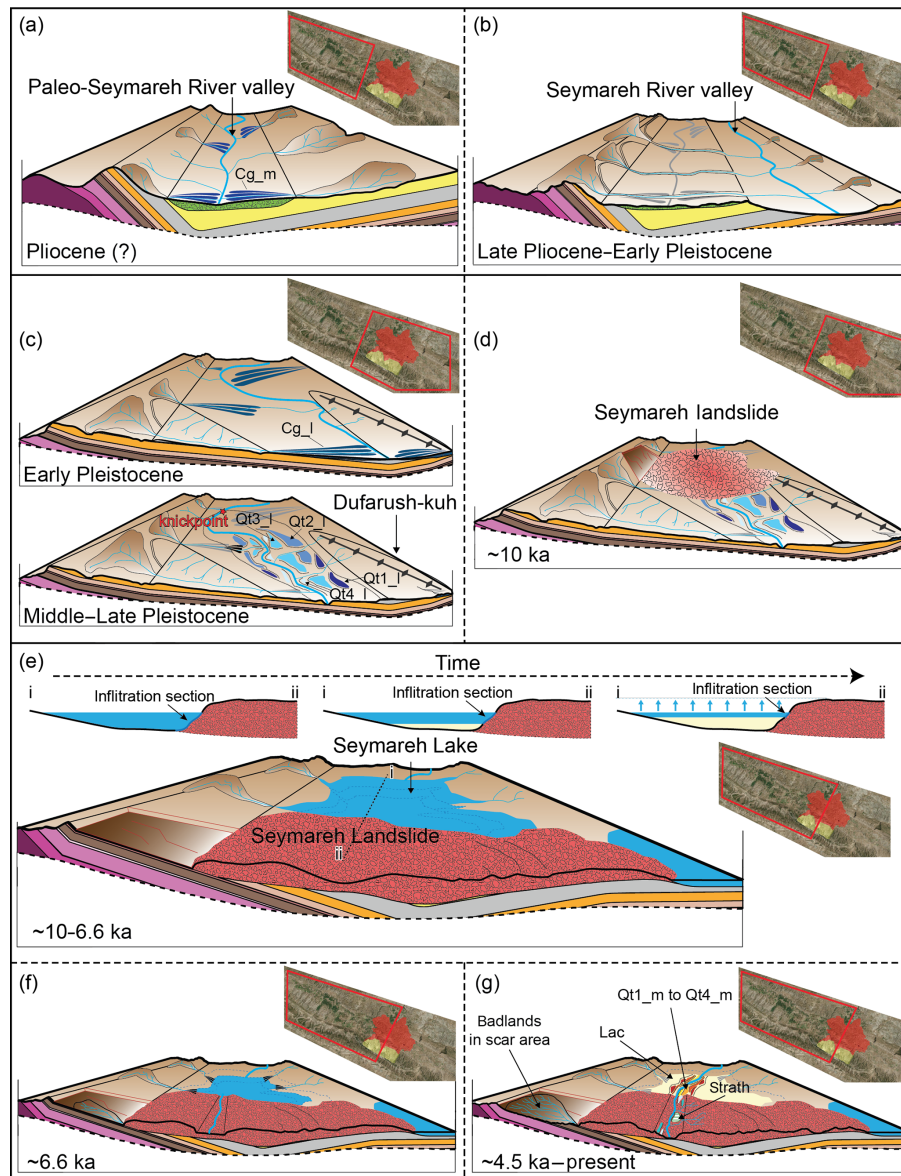 (a)
Paleo-Seymareh River valley
Cg_m
Pliocene (?)
(b)
Seymareh River valley
Late Pliocene–Early Pleistocene
(c)
Cg_l
Early Pleistocene
Dufarush-kuh
knickpoint
Qt3_l
Qt2_l
Qt1_l
Qt4_l
Middle–Late Pleistocene
(d)
Seymareh landslide
~10 ka
(e)
Time
i
Inflitration section
ii
i
Inflitration section
ii
i
Inflitration section
ii
Seymareh Lake
i
Seymareh Landslide
ii
~10-6.6 ka
(f)
~6.6 ka
(g)
Qt1_m to Qt4_m
Badlands
in scar area
Lac
Strath
~4.5 ka–present